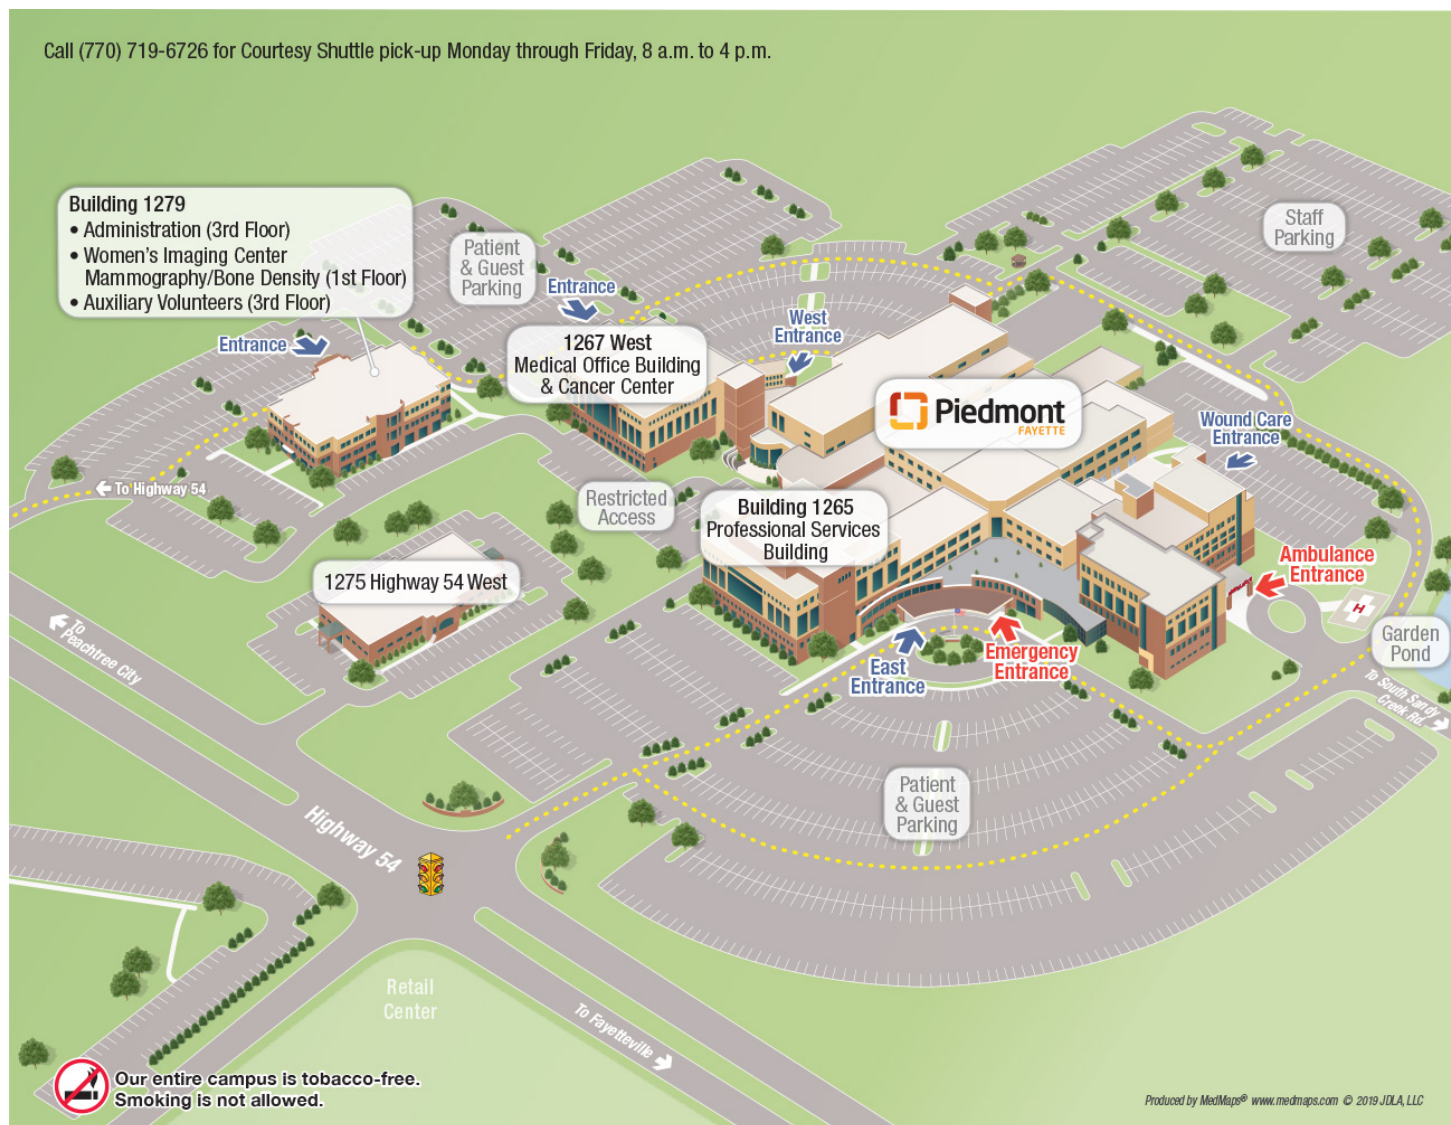 Call (770) 719-6726 for Courtesy Shuttle pick-up Monday through Friday, 8 a.m. to 4 p.m.
Building 1279
• Administration (3rd Floor)
• Women's Imaging Center
Mammography/Bone Density (1st Floor)
• Auxiliary Volunteers (3rd Floor)
Patient
& Guest
Parking
Staff
Parking
Entrance
Entrance
1267 West
Medical Office Building
& Cancer Center
West
Entrance
Piedmont
FAYETTE
Wound Care
Entrance
To Highway 54
Restricted
Access
Building 1265
Professional Services
Building
1275 Highway 54 West
Ambulance
Entrance
H
Garden
Pond
To South Sandy
Creek Rd.
To
Peachtree City
East
Entrance
Emergency
Entrance
Patient
& Guest
Parking
Highway 54
Retail
Center
To Fayetteville
Our entire campus is tobacco-free.
Smoking is not allowed.
Produced by MedMaps® www.medmaps.com © 2019 JDLA, LLC